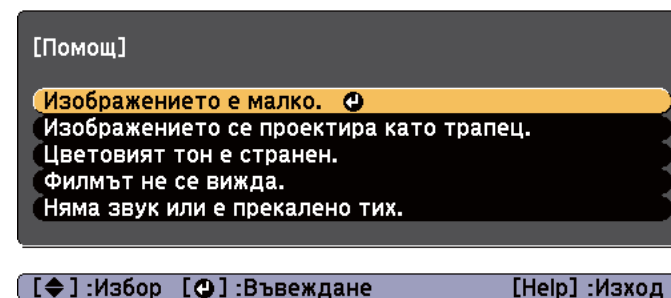 [Помощ]
Изображението е малко.
Изображението се проектира като трапец.
Цветовият тон е странен.
Филмът не се вижда.
Няма звук или е прекалено тих.
[◆] :Избор [⏎] :Въвеждане [Help] :Изход